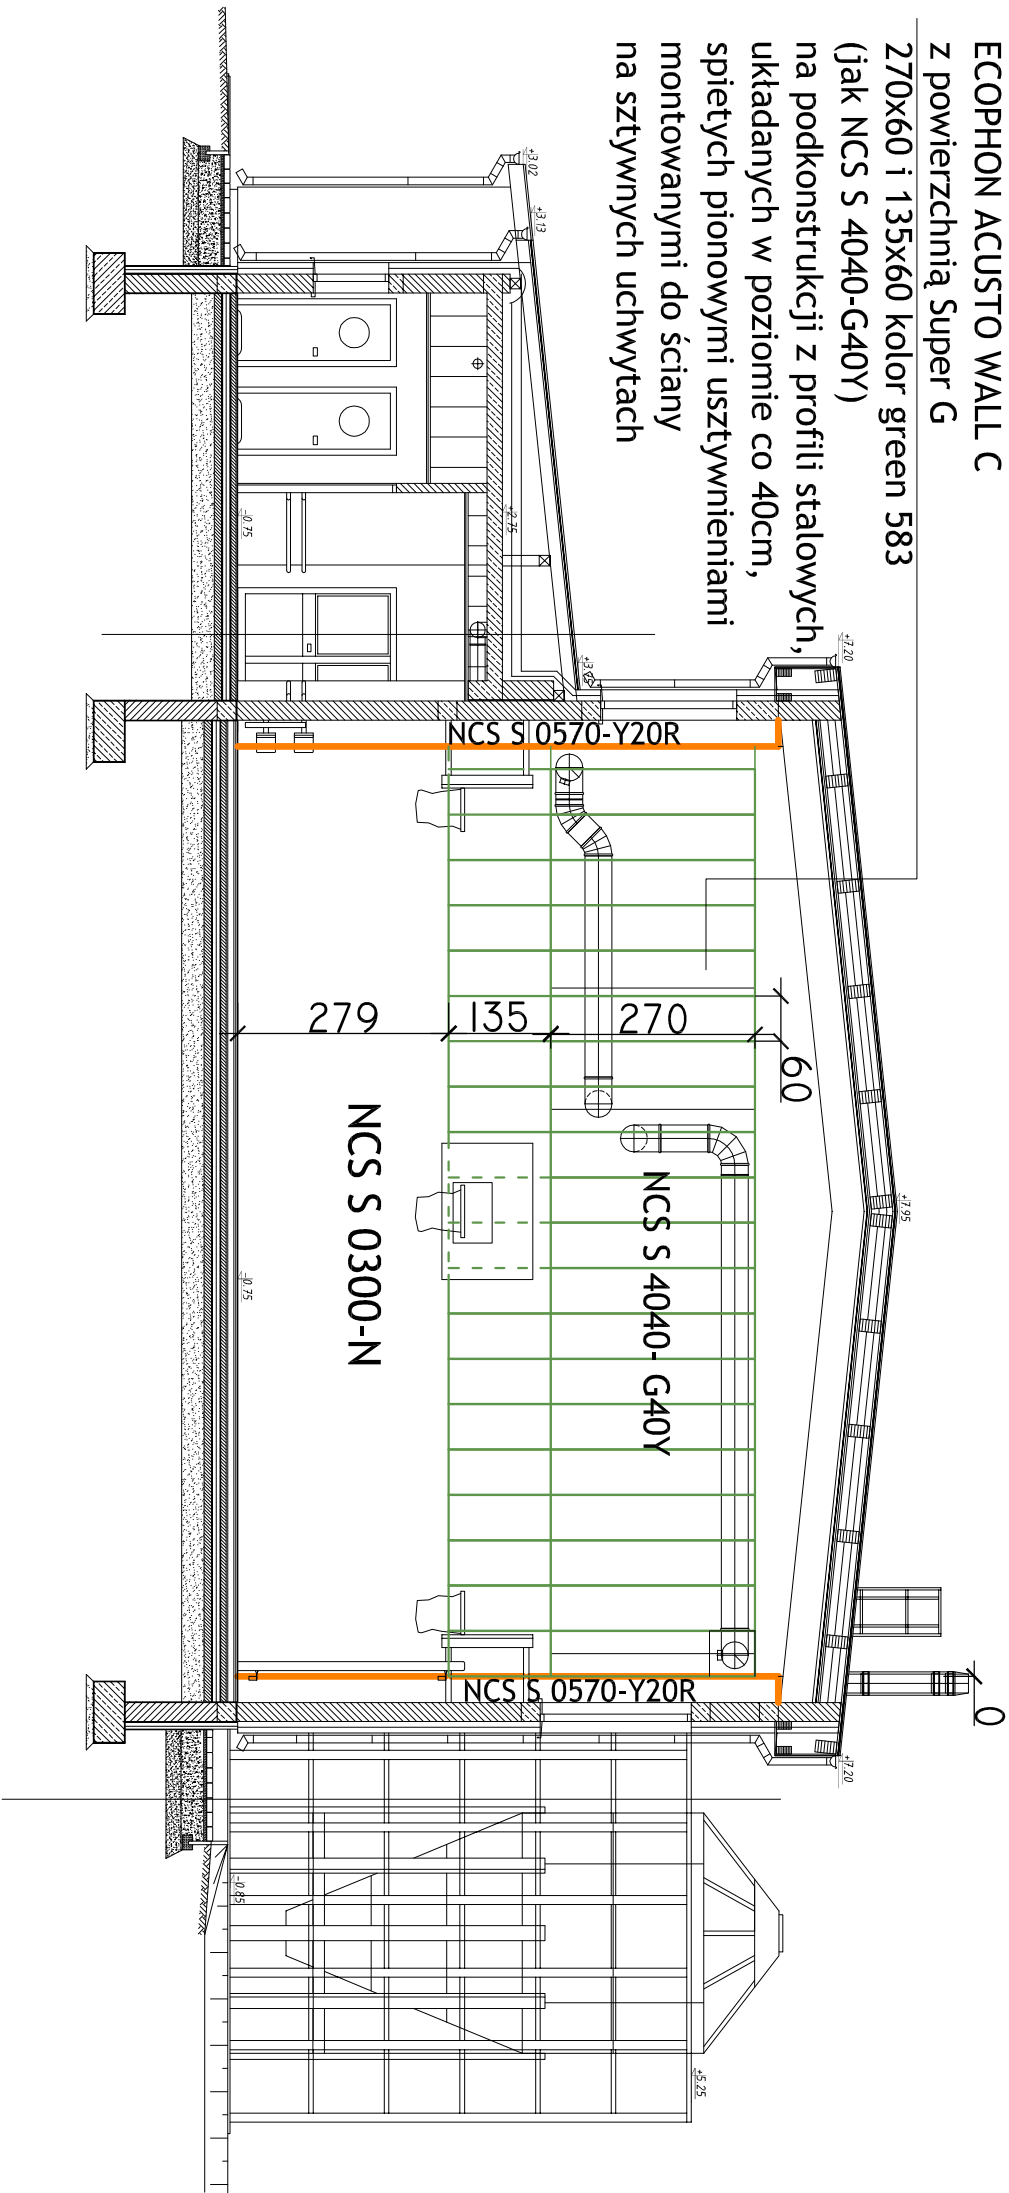 ECOPHON ACUSTO WALL C
z powierzchnią Super G
270x60 i 135x60 kolor green 583
(jak NCS S 4040-G40Y)
na podkonstrukcji z profili stalowych,
układanych w poziomie co 40cm,
spietych pionowymi usztywnieniami
montowanymi do ściany
na sztywnych uchwytach
+3.02
+3.13
+2.75
-0.75
+7.20
NCS S 0570-Y20R
60
270
135
279
NCS S 4040- G40Y
NCS S 0300-N
+7.95
-0.75
0
NCS S 0570-Y20R
+7.20
-0.85
+5.25